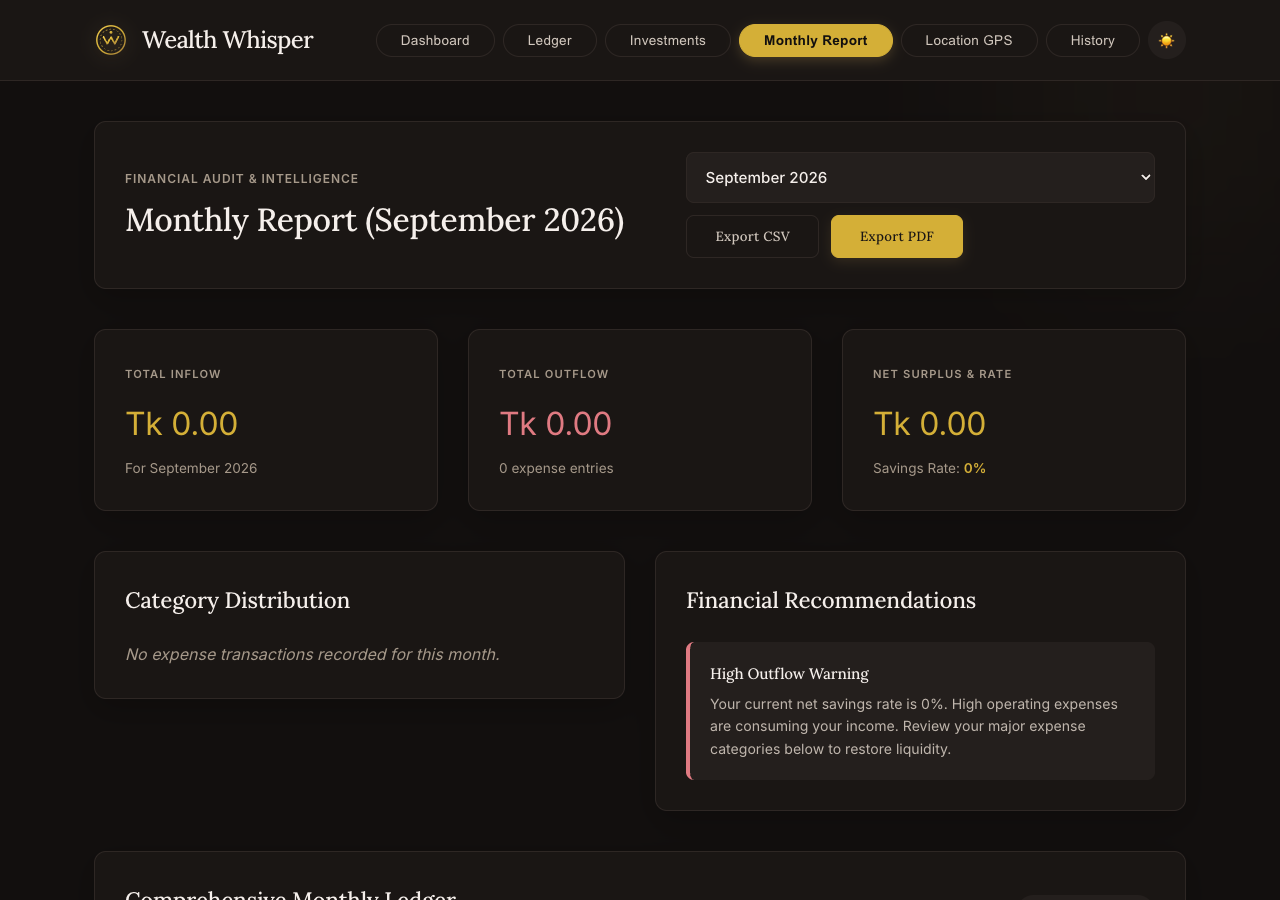 Wealth Whisper
Dashboard
Ledger
Investments
Monthly Report
Location GPS
History
FINANCIAL AUDIT & INTELLIGENCE
Monthly Report (September 2026)
September 2026
Export CSV
Export PDF
TOTAL INFLOW
Tk 0.00
For September 2026
TOTAL OUTFLOW
Tk 0.00
0 expense entries
NET SURPLUS & RATE
Tk 0.00
Savings Rate: 0%
Category Distribution
No expense transactions recorded for this month.
Financial Recommendations
High Outflow Warning
Your current net savings rate is 0%. High operating expenses
are consuming your income. Review your major expense
categories below to restore liquidity.
Comprehensive Monthly Ledger